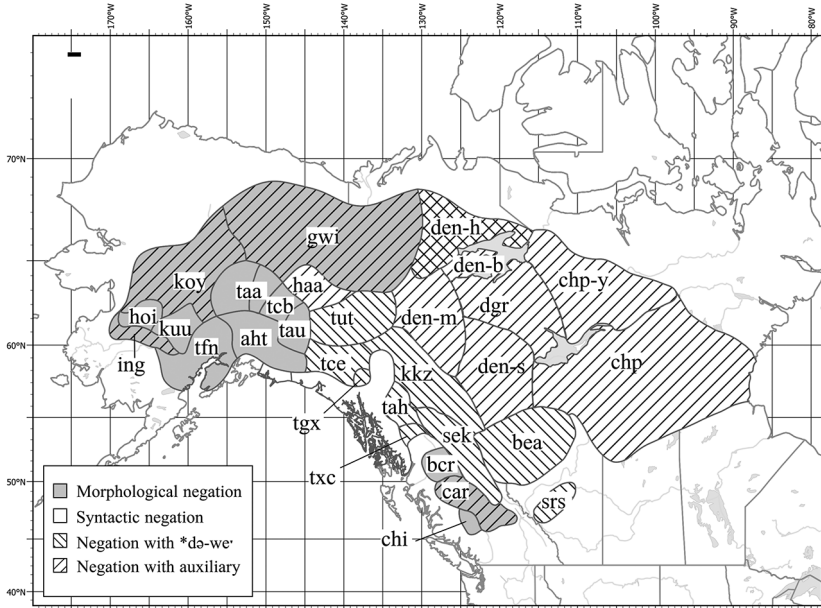 170°W 160°W 150°W 140°W 130°W 120°W 110°W 100°W 90°W 80°W
70°N
60°N
50°N
40°N
gwi
den-h
den-b
koy
haa
chp-y
taa
tcb
hoi
kuu
tau
tut
den-m
dgr
aht
tfn
ing
tce
kkz
den-s
chp
tgx
tah
sek
bea
txc
bcr
car
srs
chi
Morphological negation
Syntactic negation
Negation with *də-weˑ
Negation with auxiliary